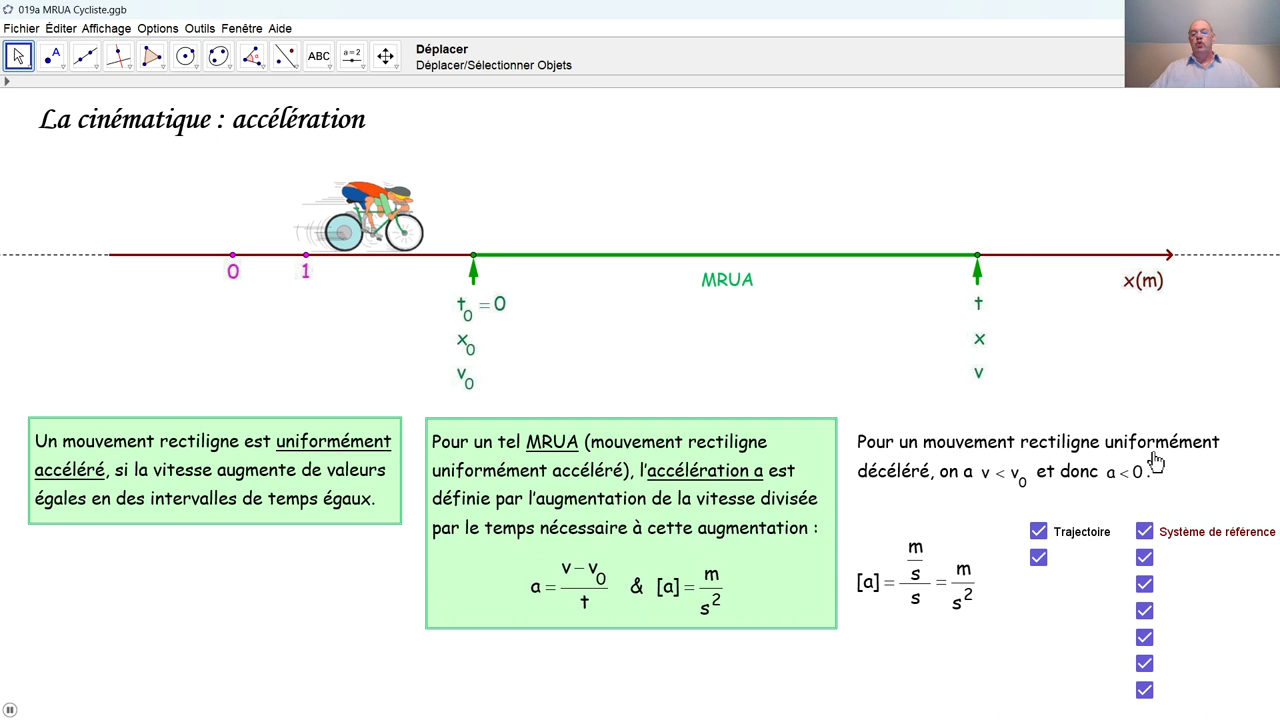 019a MRUA Cycliste.ggb
Fichier Éditer Affichage Options Outils Fenêtre Aide
A
ABC
a=2
Déplacer
Déplacer/Sélectionner Objets
La cinématique : accélération
0
1
MRUA
x(m)
t₀ = 0
t
x₀
x
v₀
v
Un mouvement rectiligne est uniformément
accéléré, si la vitesse augmente de valeurs
égales en des intervalles de temps égaux.
Pour un tel MRUA (mouvement rectiligne
uniformément accéléré), l'accélération a est
définie par l'augmentation de la vitesse divisée
par le temps nécessaire à cette augmentation :
a = (v − v₀)/t & [a] = m/s²
Pour un mouvement rectiligne uniformément
décéléré, on a v < v₀ et donc a < 0 .
[a] = (m/s)/s = m/s²
Trajectoire
Système de référence